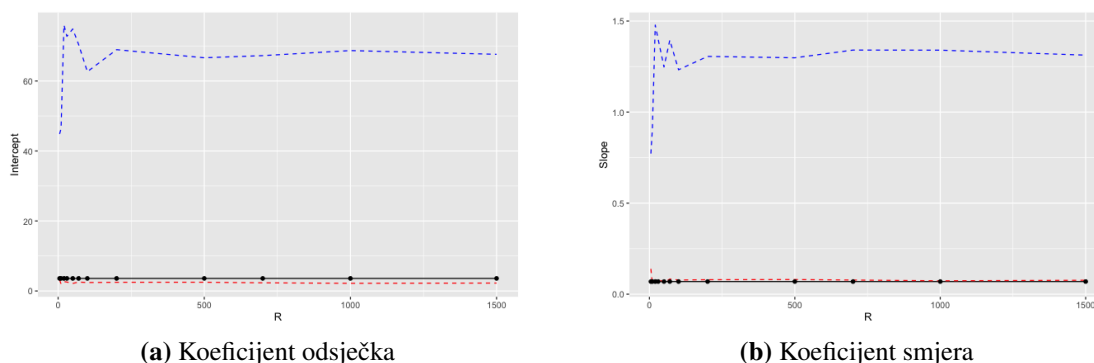 60
40
20
0
Intercept
0
500
1000
1500
R
(a) Koeficijent odsječka
1.5
1.0
0.5
0.0
Slope
0
500
1000
1500
R
(b) Koeficijent smjera